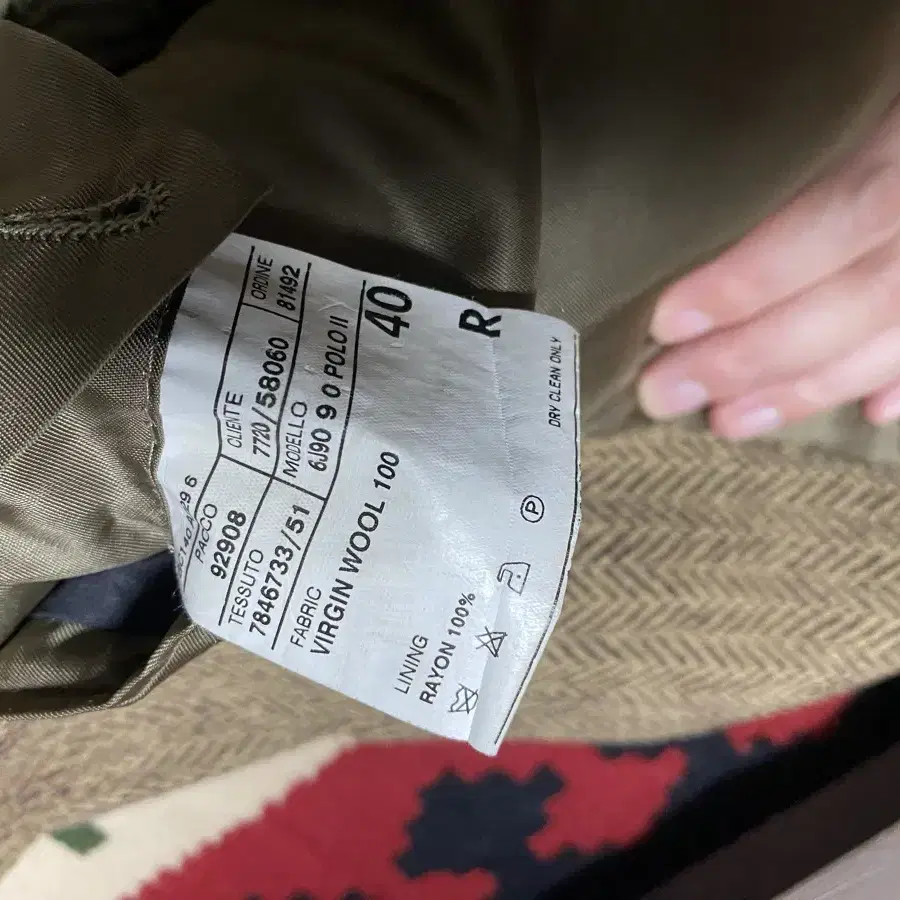 PACCO
92908
CLIENTE
7720/58060
ORDINE
81492
TESSUTO
7846733/51
MODELLO
6J90 9 0 POLO II
FABRIC
VIRGIN WOOL 100
40
R
LINING
RAYON 100%
P
DRY CLEAN ONLY